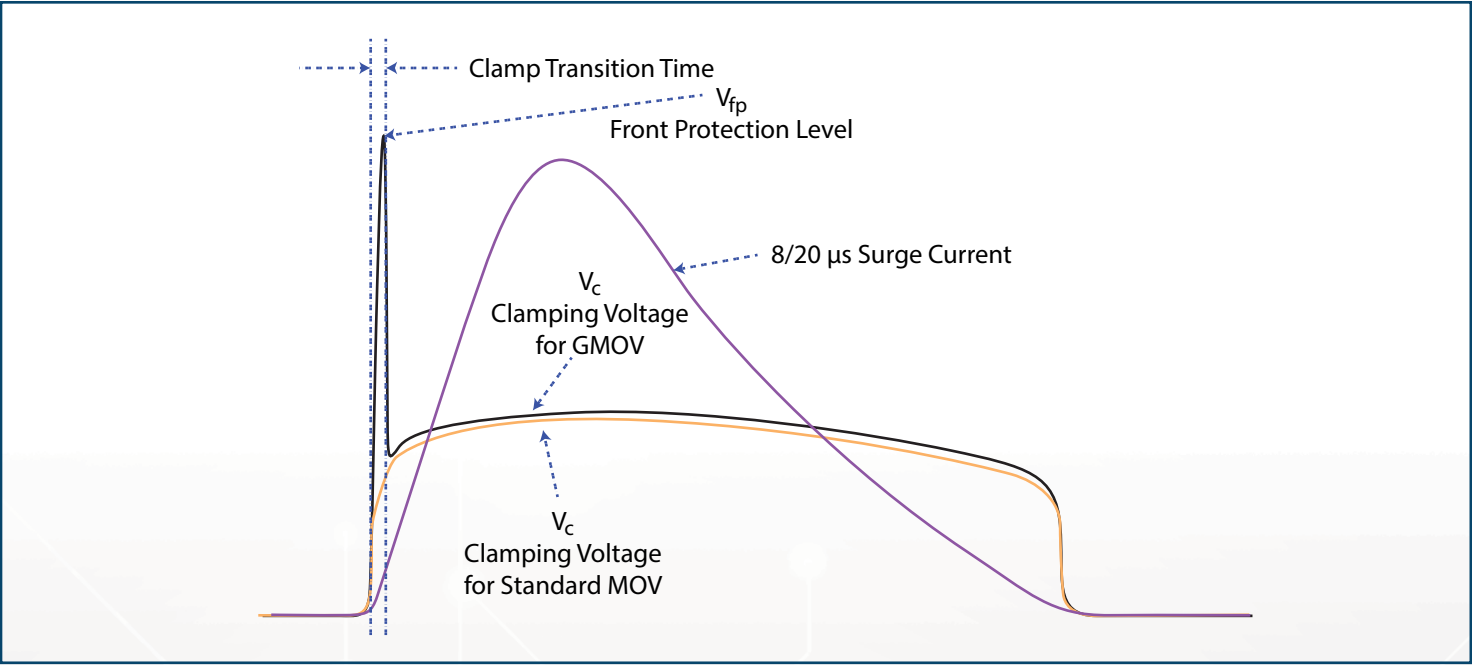 Clamp Transition Time
Vfp
Front Protection Level
8/20 µs Surge Current
Vc
Clamping Voltage
for GMOV
Vc
Clamping Voltage
for Standard MOV